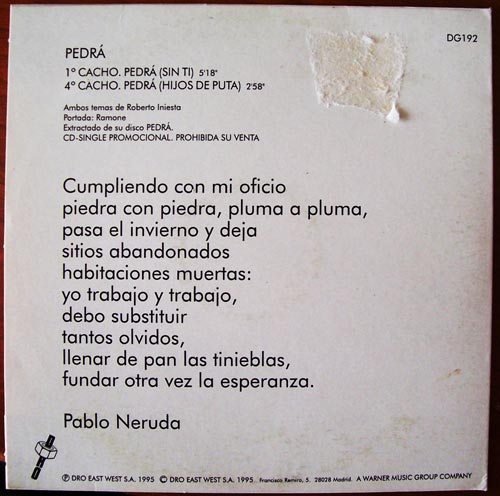 DG192
PEDRÁ
1º CACHO. PEDRÁ (SIN TI) 5'18"
4º CACHO. PEDRÁ (HIJOS DE PUTA) 2'58"
Ambos temas de Roberto Iniesta
Portada: Ramone
Extractado de su disco PEDRÁ.
CD-SINGLE PROMOCIONAL. PROHIBIDA SU VENTA
Cumpliendo con mi oficio
piedra con piedra, pluma a pluma,
pasa el invierno y deja
sitios abandonados
habitaciones muertas:
yo trabajo y trabajo,
debo substituir
tantos olvidos,
llenar de pan las tinieblas,
fundar otra vez la esperanza.
Pablo Neruda
Ⓟ DRO EAST WEST S.A. 1995 © DRO EAST WEST S.A. 1995 Francisco Remiro, 5. 28028 Madrid. A WARNER MUSIC GROUP COMPANY